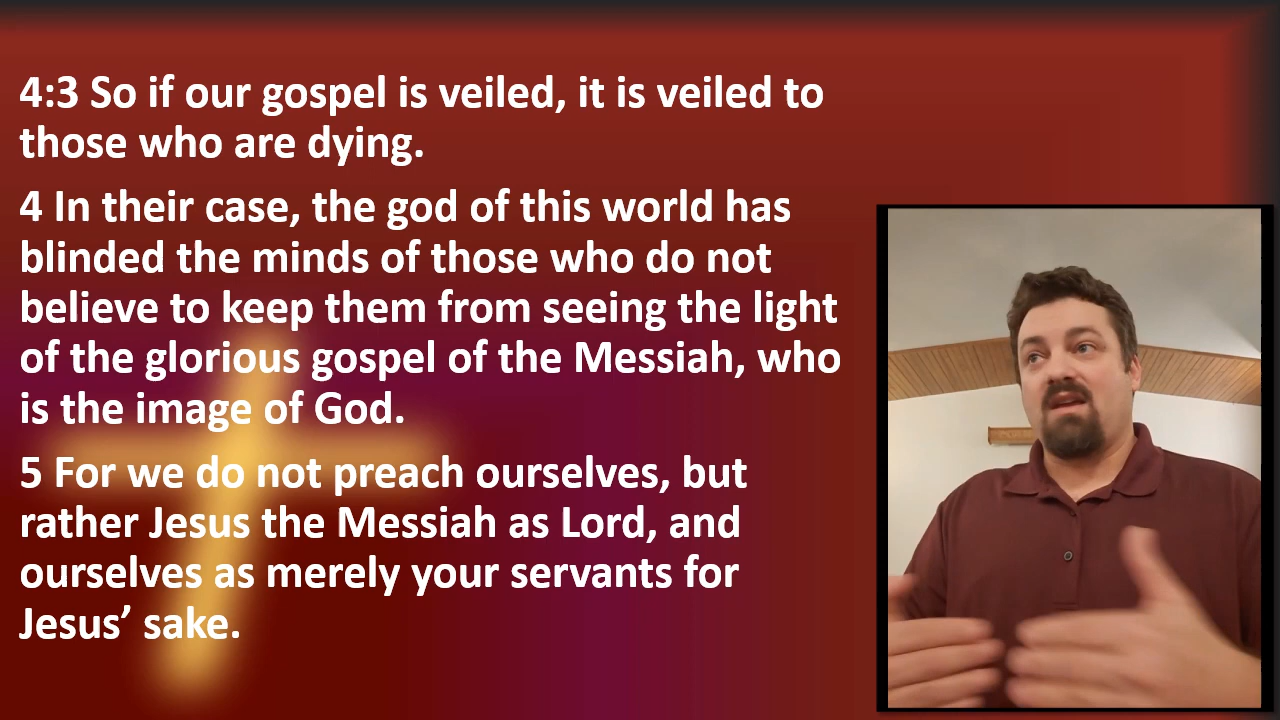 4:3 So if our gospel is veiled, it is veiled to
those who are dying.
4 In their case, the god of this world has
blinded the minds of those who do not
believe to keep them from seeing the light
of the glorious gospel of the Messiah, who
is the image of God.
5 For we do not preach ourselves, but
rather Jesus the Messiah as Lord, and
ourselves as merely your servants for
Jesus’ sake.